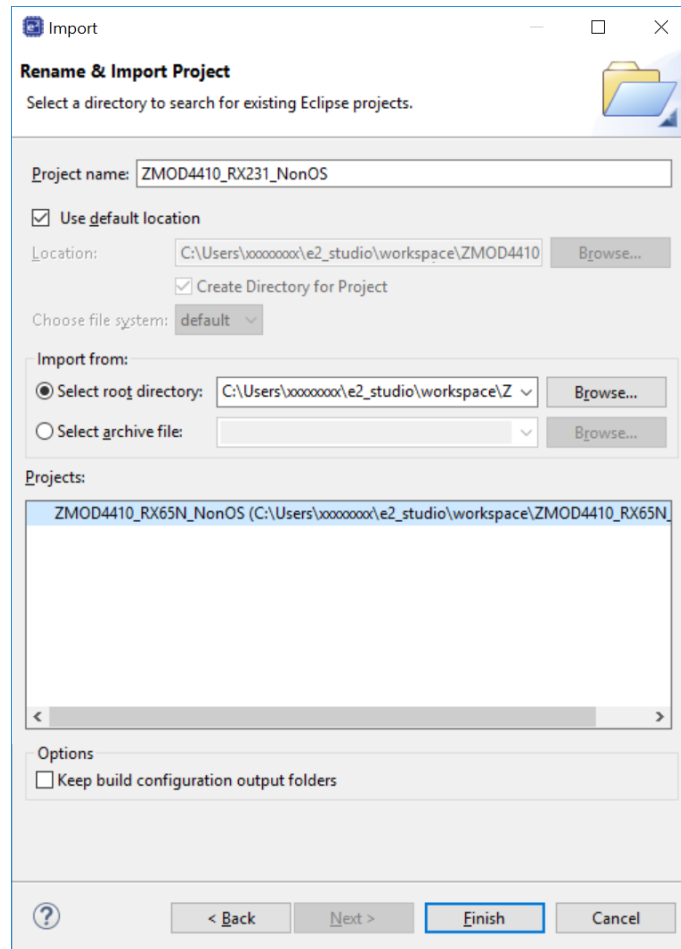 Import
Rename & Import Project
Select a directory to search for existing Eclipse projects.
Project name: ZMOD4410_RX231_NonOS
Use default location
Location: C:\Users\xxxxxxxx\e2_studio\workspace\ZMOD4410 Browse...
Create Directory for Project
Choose file system: default
Import from:
Select root directory: C:\Users\xxxxxxxx\e2_studio\workspace\Z Browse...
Select archive file: Browse...
Projects:
ZMOD4410_RX65N_NonOS (C:\Users\xxxxxxxx\e2_studio\workspace\ZMOD4410_RX65N_
Options
Keep build configuration output folders
? < Back Next > Finish Cancel